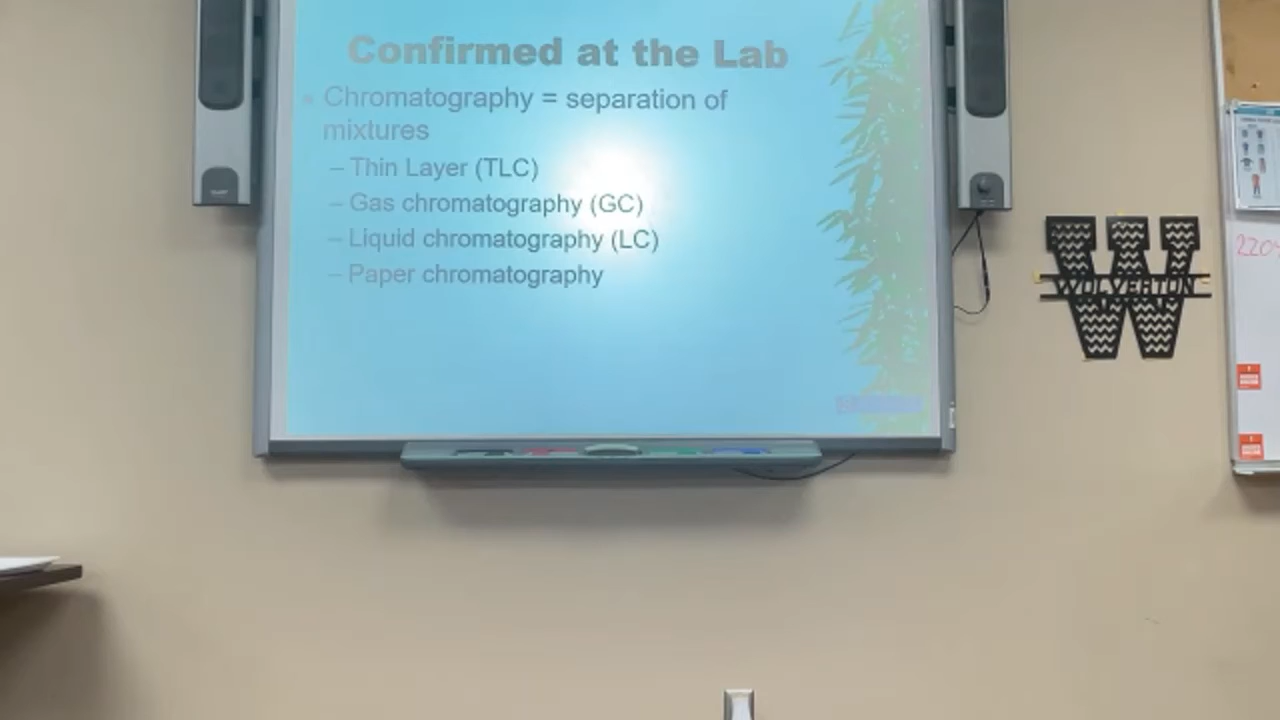 Confirmed at the Lab
Chromatography = separation of
mixtures
– Thin Layer (TLC)
– Gas chromatography (GC)
– Liquid chromatography (LC)
– Paper chromatography
W
WOLVERTON